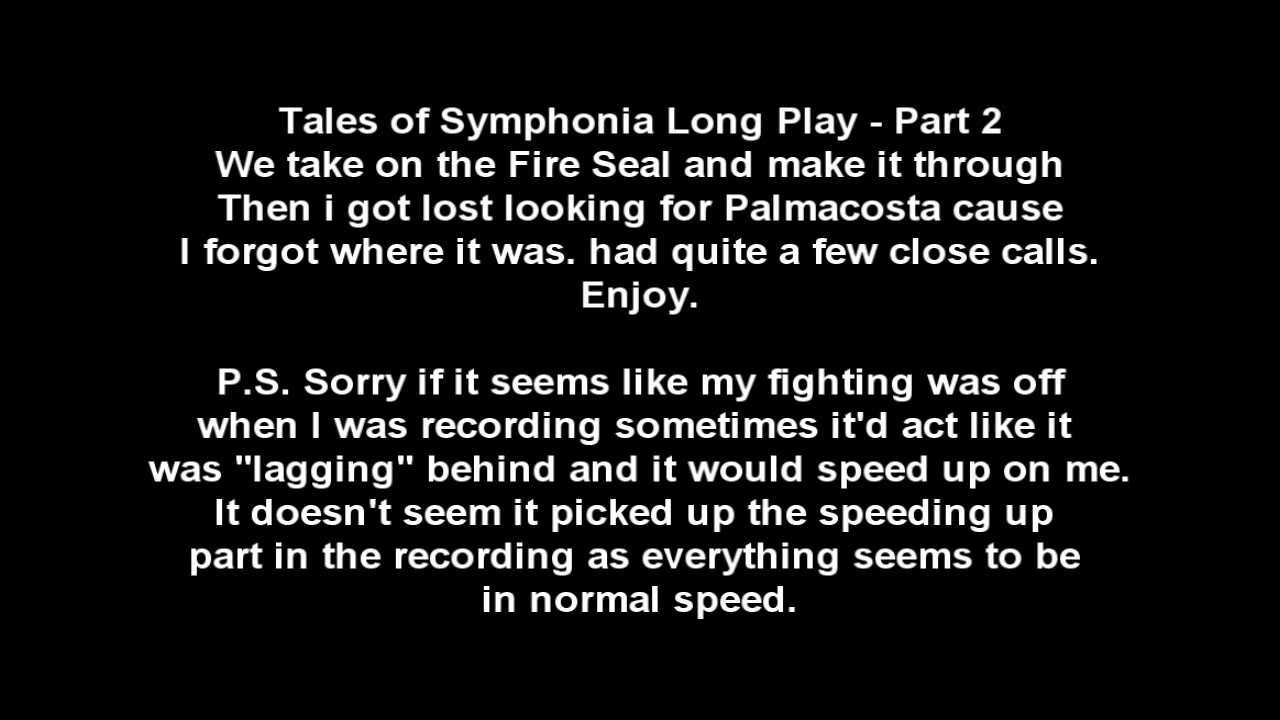 Tales of Symphonia Long Play - Part 2
We take on the Fire Seal and make it through
Then i got lost looking for Palmacosta cause
I forgot where it was. had quite a few close calls.
Enjoy.
P.S. Sorry if it seems like my fighting was off
when I was recording sometimes it'd act like it
was "lagging" behind and it would speed up on me.
It doesn't seem it picked up the speeding up
part in the recording as everything seems to be
in normal speed.